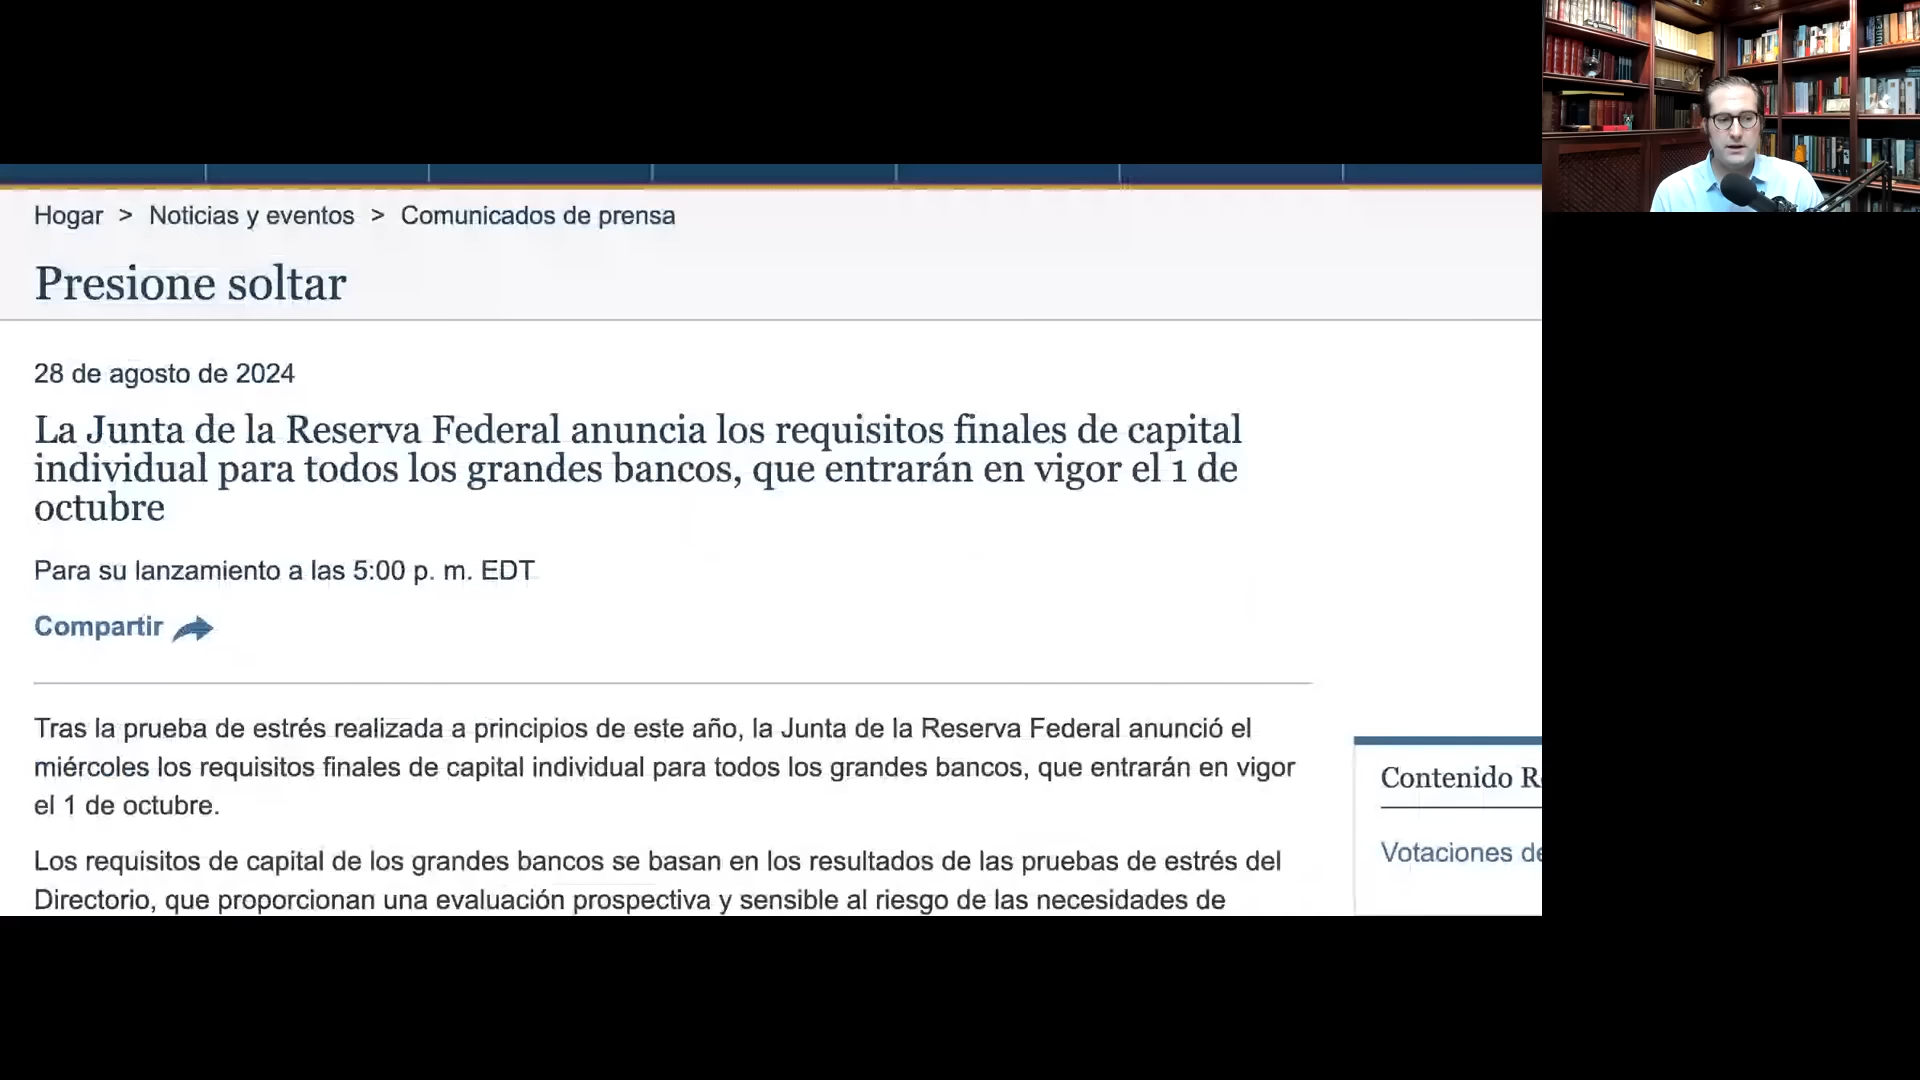 Hogar > Noticias y eventos > Comunicados de prensa
Presione soltar
28 de agosto de 2024
La Junta de la Reserva Federal anuncia los requisitos finales de capital
individual para todos los grandes bancos, que entrarán en vigor el 1 de
octubre
Para su lanzamiento a las 5:00 p. m. EDT
Compartir
Tras la prueba de estrés realizada a principios de este año, la Junta de la Reserva Federal anunció el
miércoles los requisitos finales de capital individual para todos los grandes bancos, que entrarán en vigor
el 1 de octubre.
Los requisitos de capital de los grandes bancos se basan en los resultados de las pruebas de estrés del
Directorio, que proporcionan una evaluación prospectiva y sensible al riesgo de las necesidades de
Contenido
Votaciones